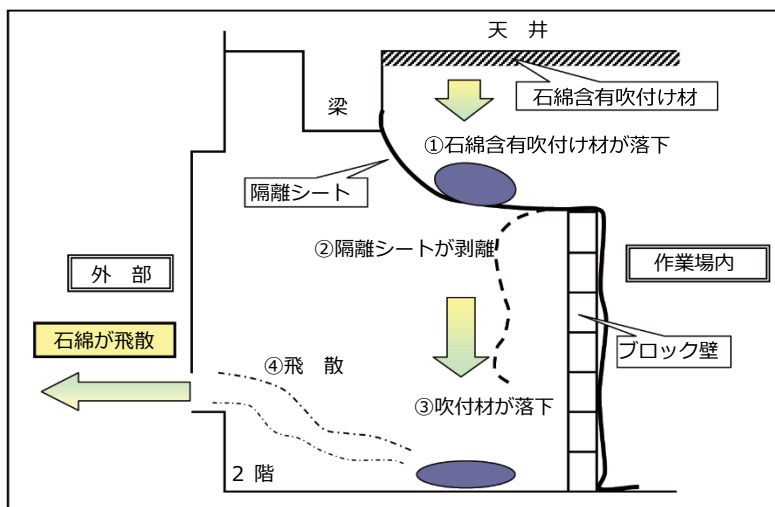 天　井
石綿含有吹付け材
梁
①石綿含有吹付け材が落下
隔離シート
②隔離シートが剥離
外　部
作業場内
石綿が飛散
ブロック壁
④飛　散
③吹付材が落下
２ 階